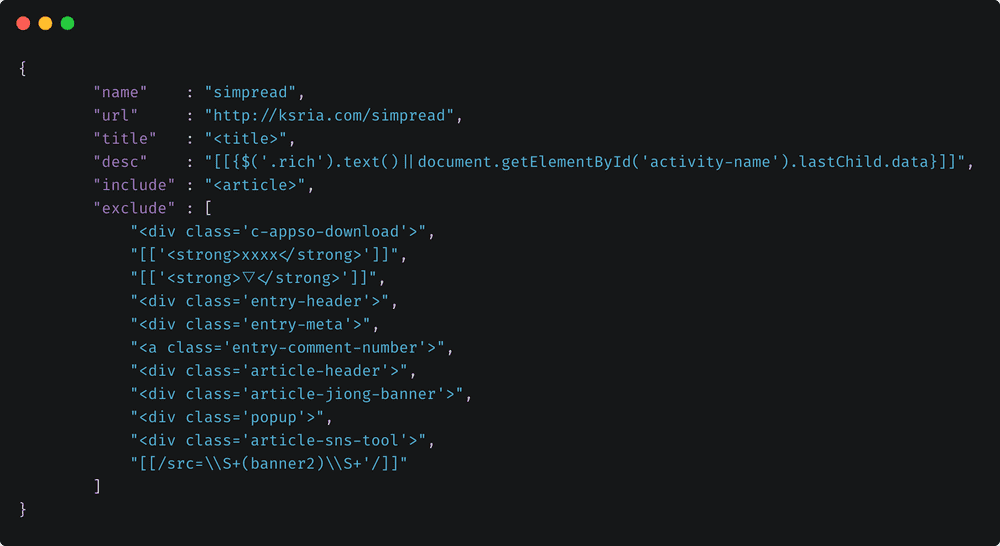 {
"name" : "simpread",
"url" : "http://ksria.com/simpread",
"title" : "<title>",
"desc" : "[[{$('.rich').text()||document.getElementById('activity-name').lastChild.data}]]",
"include" : "<article>",
"exclude" : [
"<div class='c-appso-download'>",
"[['<strong>xxxx</strong>']]",
"[['<strong>▽</strong>']]",
"<div class='entry-header'>",
"<div class='entry-meta'>",
"<a class='entry-comment-number'>",
"<div class='article-header'>",
"<div class='article-jiong-banner'>",
"<div class='popup'>",
"<div class='article-sns-tool'>",
"[[/src=\\S+(banner2)\\S+'/]]"
]
}